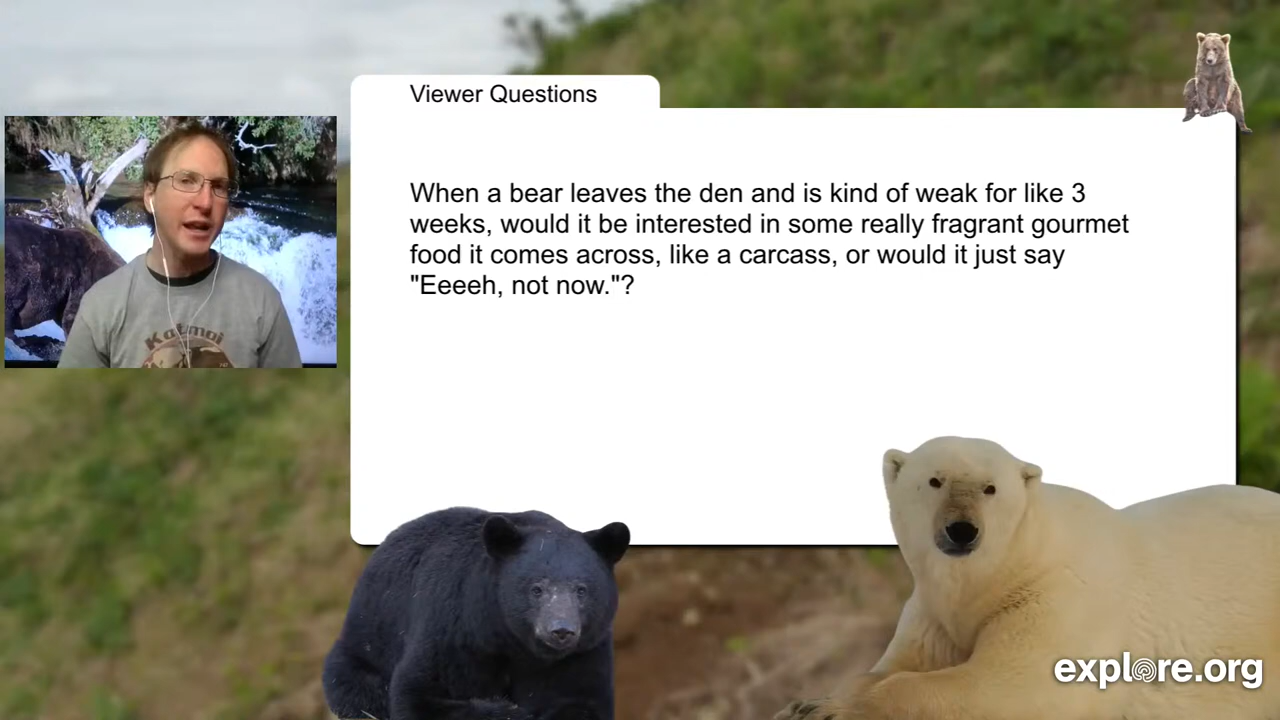 Viewer Questions
When a bear leaves the den and is kind of weak for like 3
weeks, would it be interested in some really fragrant gourmet
food it comes across, like a carcass, or would it just say
"Eeeeh, not now."?
Katmai
explore.org